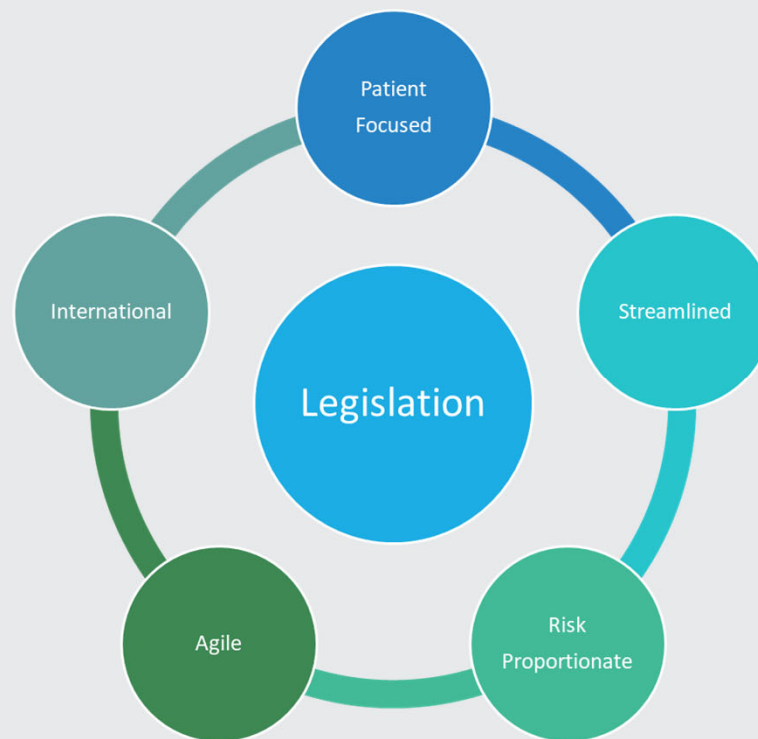 Patient
Focused
International
Streamlined
Legislation
Agile
Risk
Proportionate